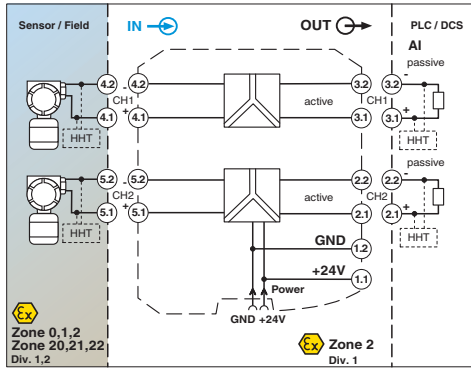 Sensor / Field
IN
OUT
PLC / DCS
AI
passive
4.2 - 4.2
3.2 3.2 -
CH1
CH1
4.1 + 4.1
active
3.1 3.1 +
HHT
HHT
passive
5.2 - 5.2
2.2 2.2 -
CH2
CH2
5.1 + 5.1
active
2.1 2.1 +
HHT
HHT
GND
1.2
+24V
1.1
Power
GND +24V
Ex
Zone 0,1,2
Zone 20,21,22
Div. 1,2
Ex
Zone 2
Div. 1